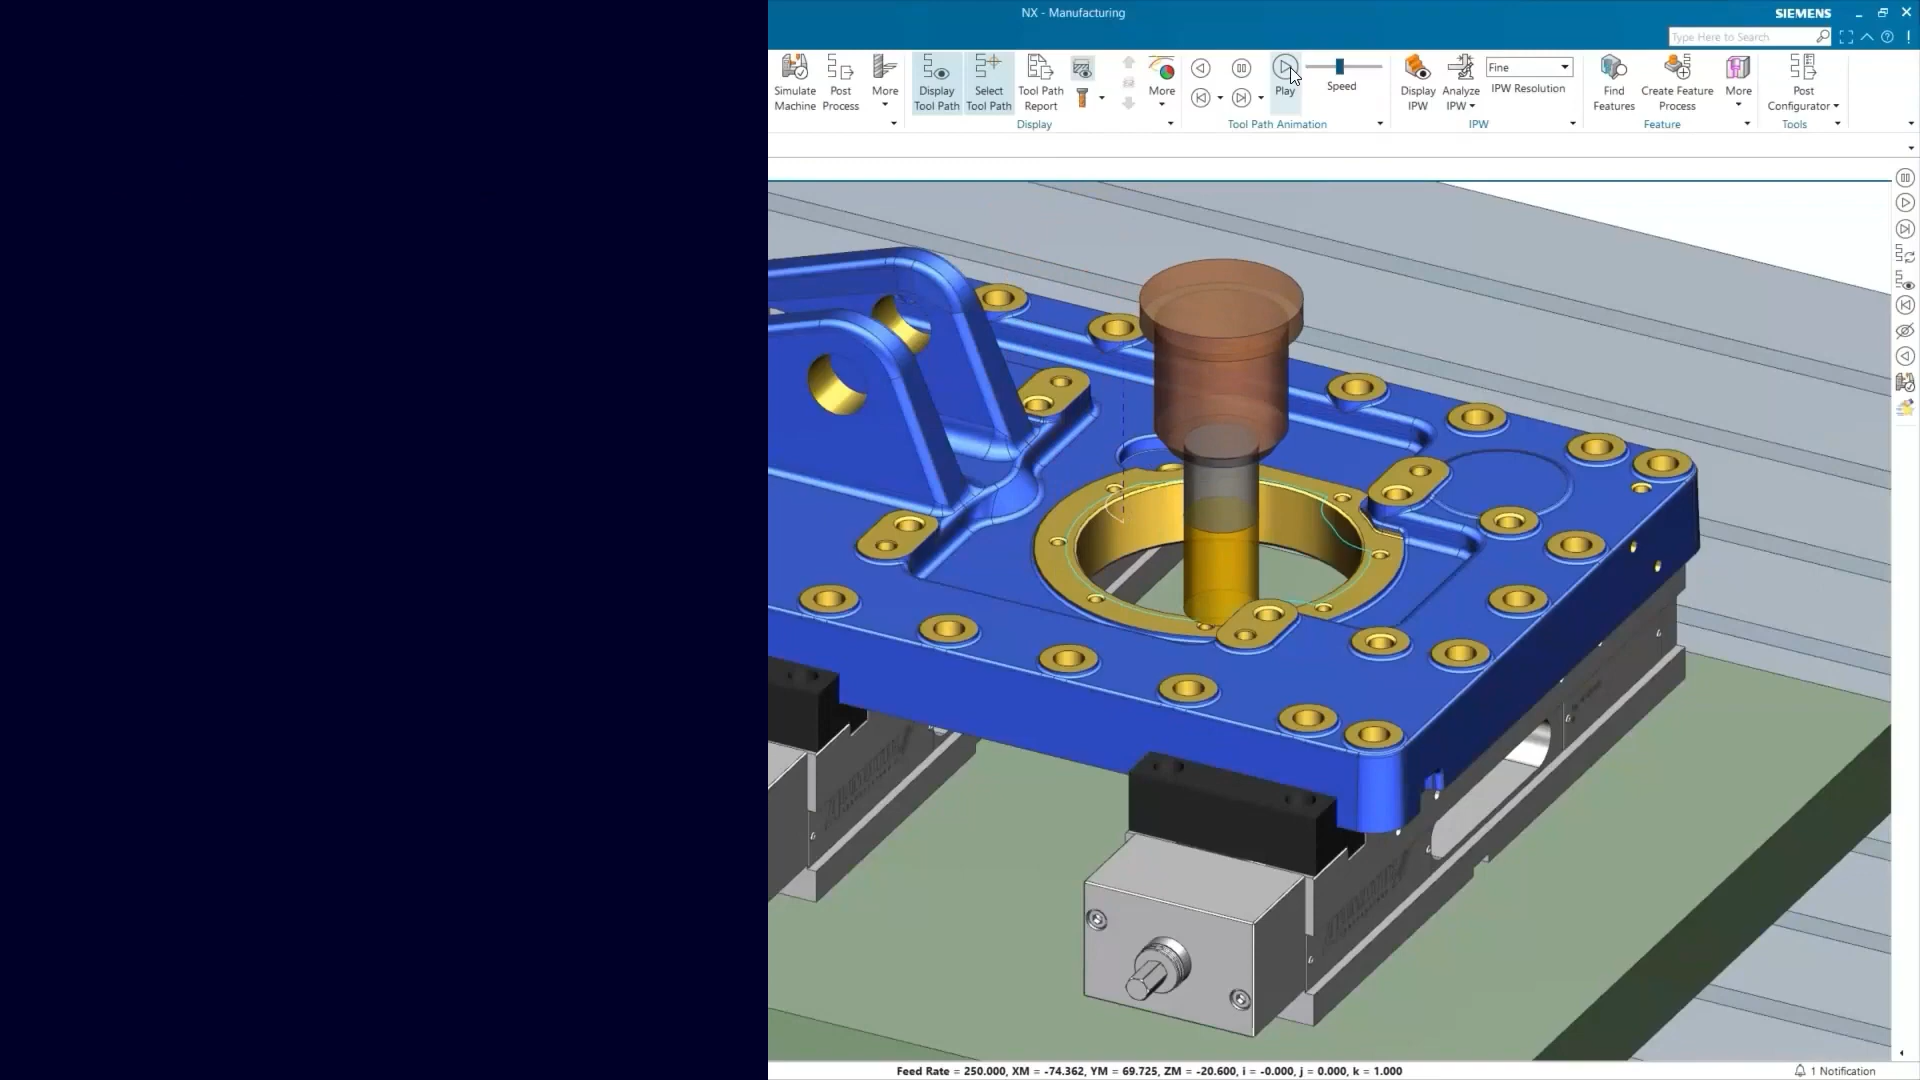 NX - Manufacturing
SIEMENS
Type Here to Search
Simulate Machine
Post Process
More
Display Tool Path
Select Tool Path
Tool Path Report
More
Play
Speed
Display IPW
Analyze IPW
Fine
IPW Resolution
Find Features
Create Feature Process
More
Post Configurator
Display
Tool Path Animation
IPW
Feature
Tools
Feed Rate = 250.000, XM = -74.362, YM = 69.725, ZM = -20.600, i = -0.000, j = 0.000, k = 1.000
1 Notification